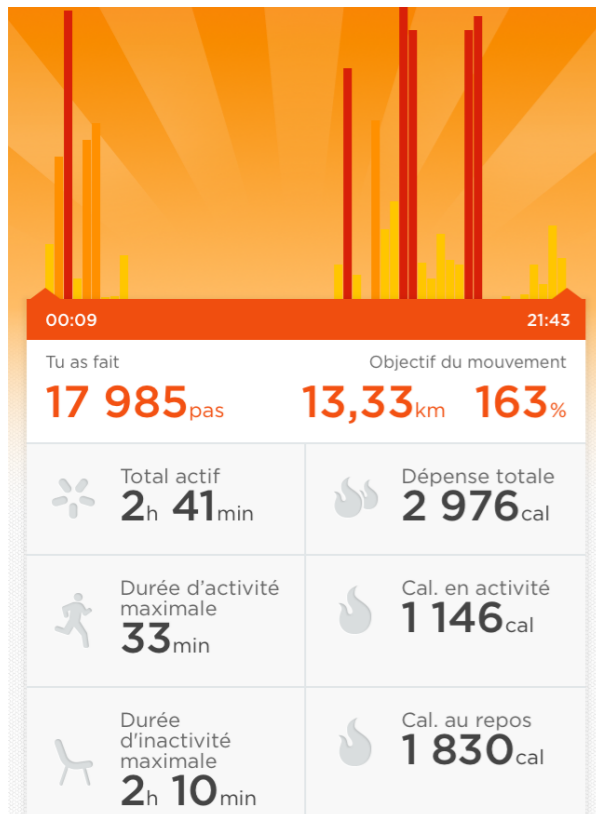 00:09 21:43
Tu as fait Objectif du mouvement
17 985pas 13,33km 163%
Total actif
2h 41min
Dépense totale
2 976cal
Durée d’activité
maximale
33min
Cal. en activité
1 146cal
Durée
d'inactivité
maximale
2h 10min
Cal. au repos
1 830cal